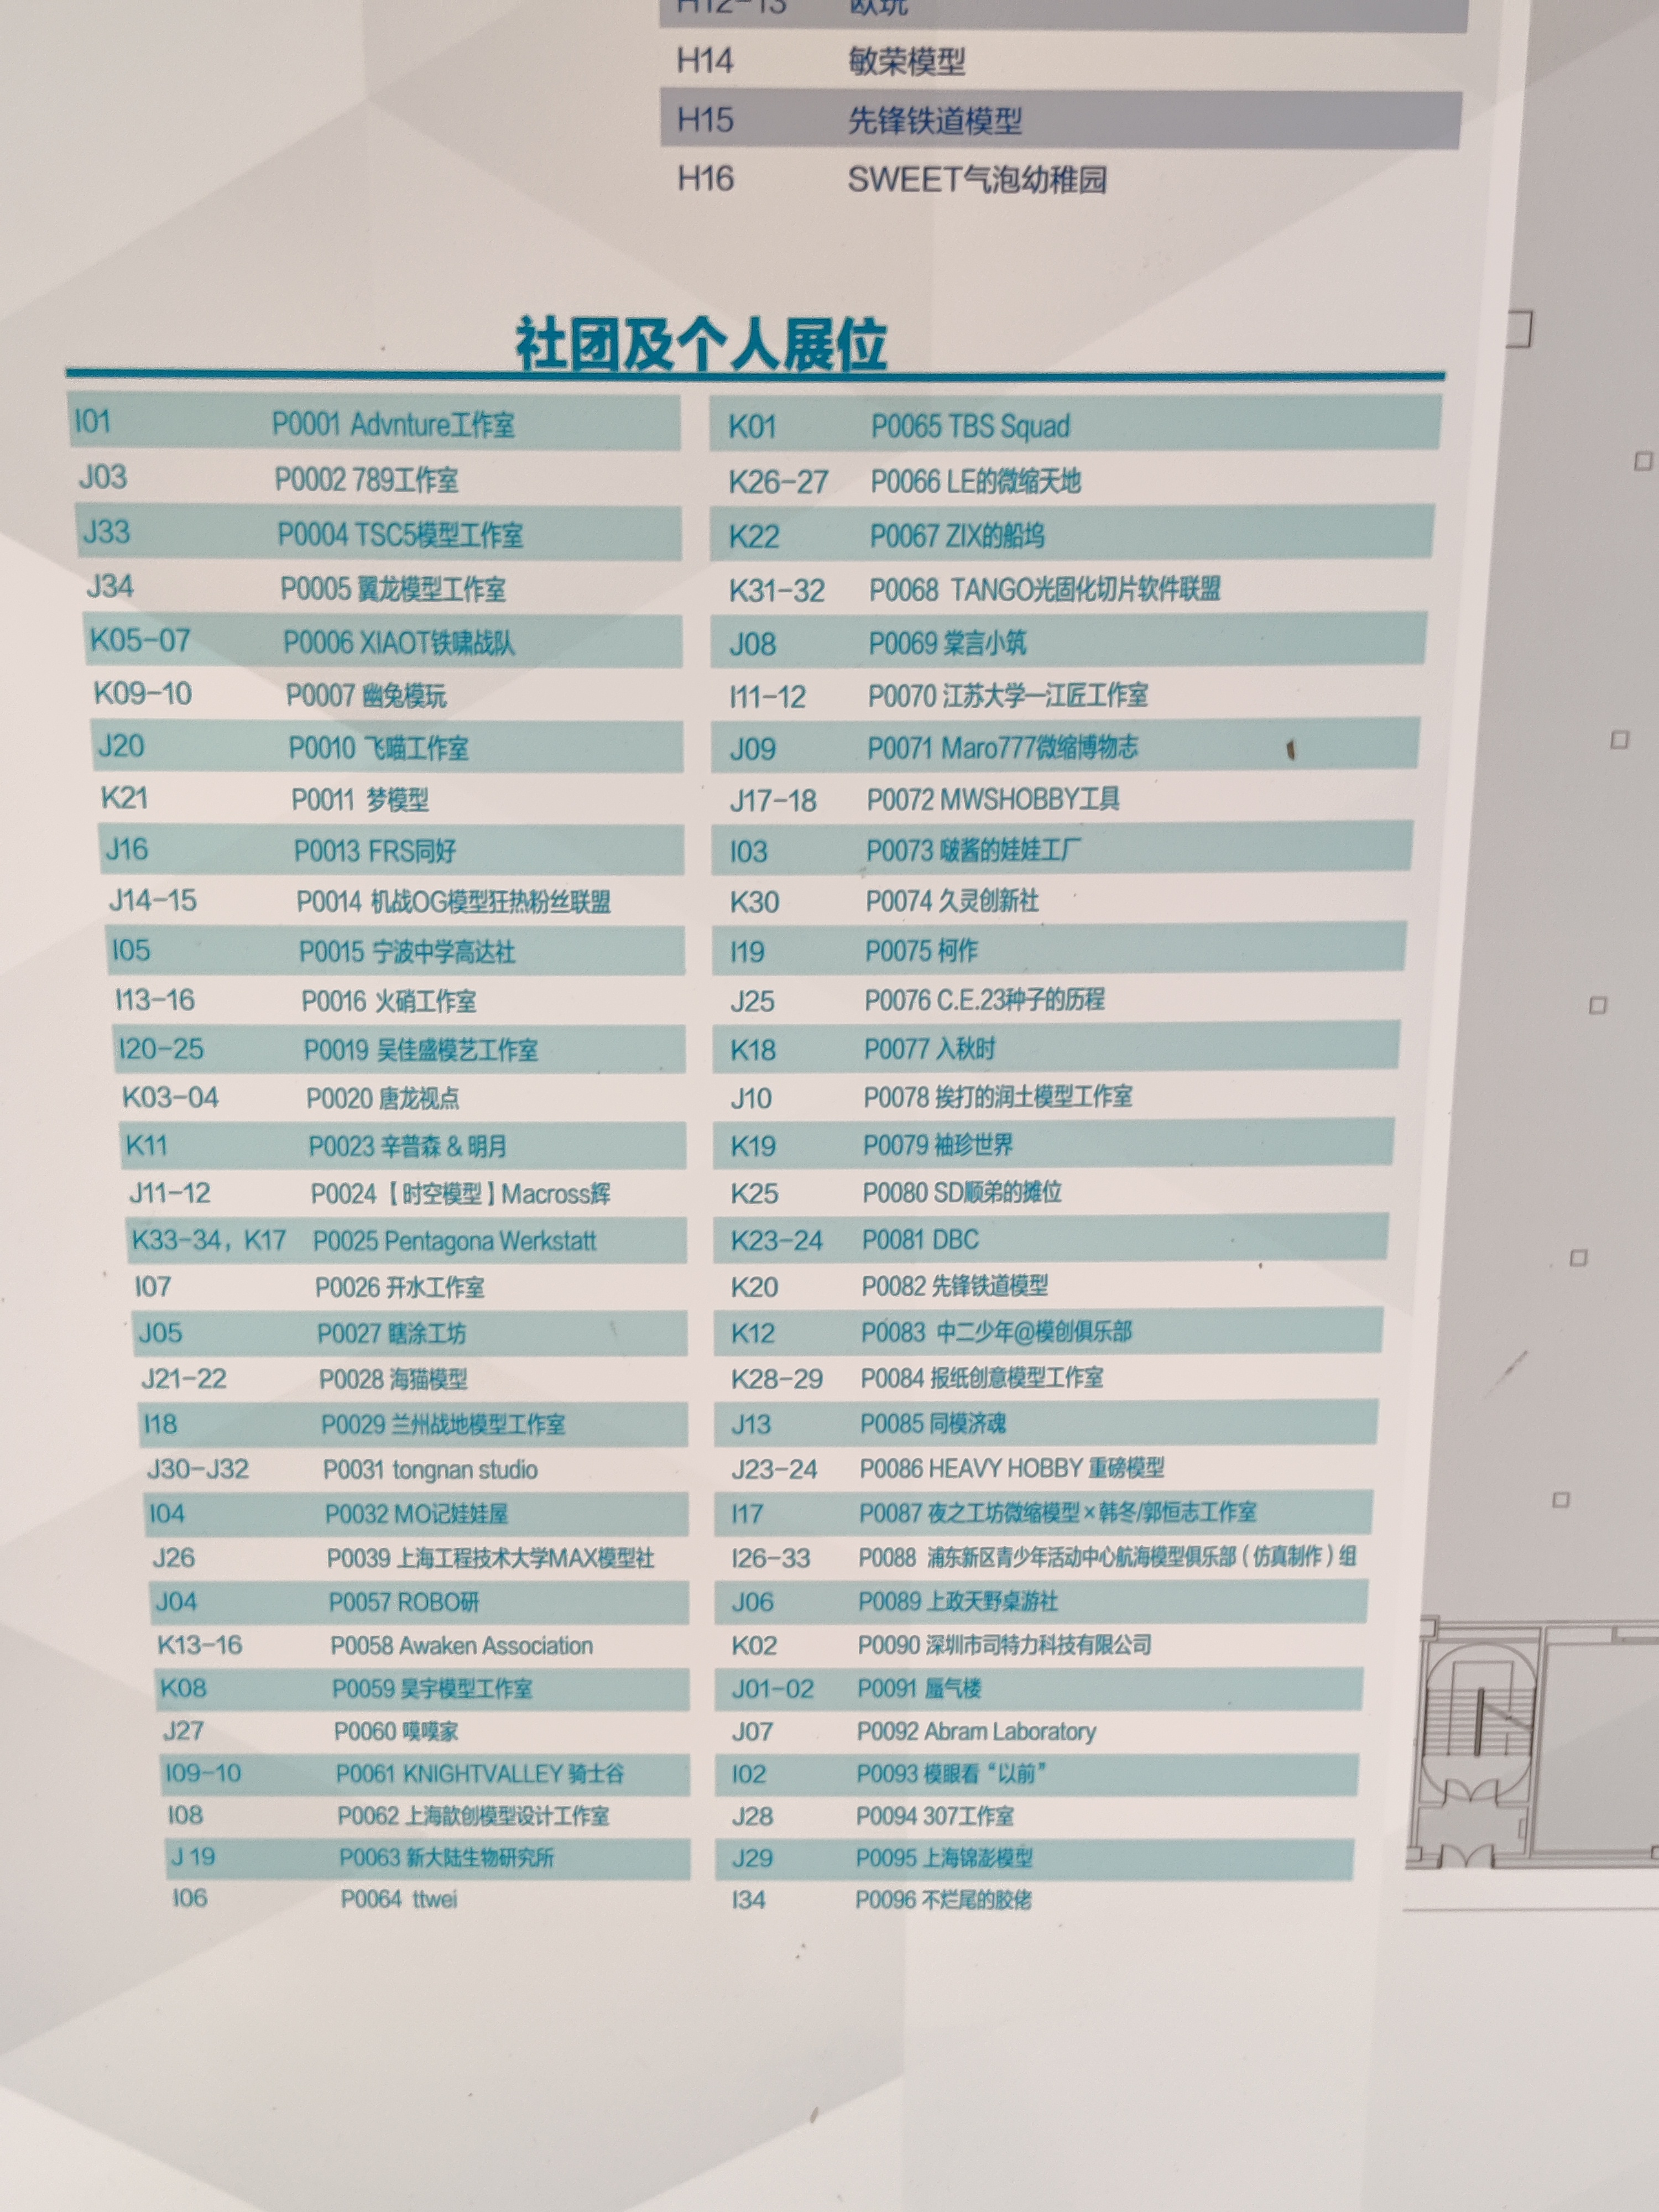 H12-13 欧玩
H14 敏荣模型
H15 先锋铁道模型
H16 SWEET气泡幼稚园
社团及个人展位
I01 P0001 Advnture工作室
J03 P0002 789工作室
J33 P0004 TSC5模型工作室
J34 P0005 翼龙模型工作室
K05-07 P0006 XIAOT铁啸战队
K09-10 P0007 幽兔模玩
J20 P0010 飞喵工作室
K21 P0011 梦模型
J16 P0013 FRS同好
J14-15 P0014 机战OG模型狂热粉丝联盟
I05 P0015 宁波中学高达社
I13-16 P0016 火硝工作室
I20-25 P0019 吴佳盛模艺工作室
K03-04 P0020 唐龙视点
K11 P0023 辛普森 & 明月
J11-12 P0024【时空模型】Macross辉
K33-34，K17 P0025 Pentagona Werkstatt
I07 P0026 开水工作室
J05 P0027 瞎涂工坊
J21-22 P0028 海猫模型
I18 P0029 兰州战地模型工作室
J30-J32 P0031 tongnan studio
I04 P0032 MO记娃娃屋
J26 P0039 上海工程技术大学MAX模型社
J04 P0057 ROBO研
K13-16 P0058 Awaken Association
K08 P0059 昊宇模型工作室
J27 P0060 嗼嗼家
I09-10 P0061 KNIGHTVALLEY 骑士谷
I08 P0062 上海歆创模型设计工作室
J 19 P0063 新大陆生物研究所
I06 P0064 ttwei
K01 P0065 TBS Squad
K26-27 P0066 LE的微缩天地
K22 P0067 ZIX的船坞
K31-32 P0068 TANGO光固化切片软件联盟
J08 P0069 棠言小筑
I11-12 P0070 江苏大学一江匠工作室
J09 P0071 Maro777微缩博物志
J17-18 P0072 MWSHOBBY工具
I03 P0073 啵酱的娃娃工厂
K30 P0074 久灵创新社
I19 P0075 柯作
J25 P0076 C.E.23种子的历程
K18 P0077 入秋时
J10 P0078 挨打的润土模型工作室
K19 P0079 袖珍世界
K25 P0080 SD顺弟的摊位
K23-24 P0081 DBC
K20 P0082 先锋铁道模型
K12 P0083 中二少年@模创俱乐部
K28-29 P0084 报纸创意模型工作室
J13 P0085 同模济魂
J23-24 P0086 HEAVY HOBBY 重磅模型
I17 P0087 夜之工坊微缩模型×韩冬/郭恒志工作室
I26-33 P0088 浦东新区青少年活动中心航海模型俱乐部（仿真制作）组
J06 P0089 上政天野桌游社
K02 P0090 深圳市司特力科技有限公司
J01-02 P0091 蜃气楼
J07 P0092 Abram Laboratory
I02 P0093 模眼看“以前”
J28 P0094 307工作室
J29 P0095 上海锦澎模型
I34 P0096 不烂尾的胶佬